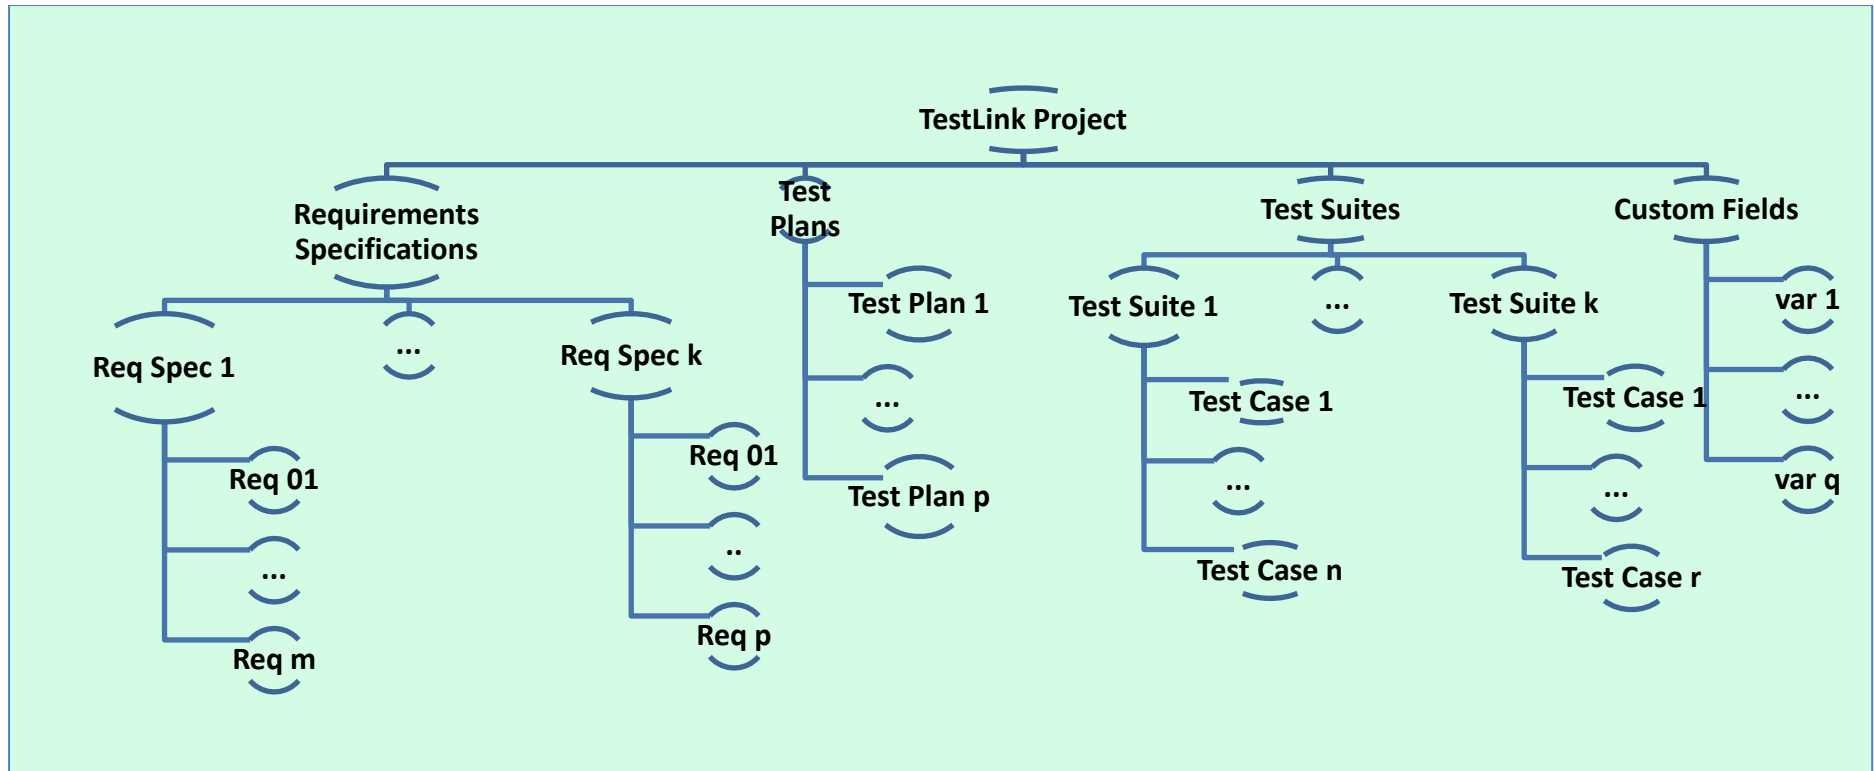 TestLink Project
Requirements
Specifications
Test
Plans
Test Suites
Custom Fields
Req Spec 1
...
Req Spec k
Req 01
...
Req m
Req 01
..
Req p
Test Plan 1
...
Test Plan p
Test Suite 1
...
Test Suite k
Test Case 1
...
Test Case n
Test Case 1
...
Test Case r
var 1
...
var q